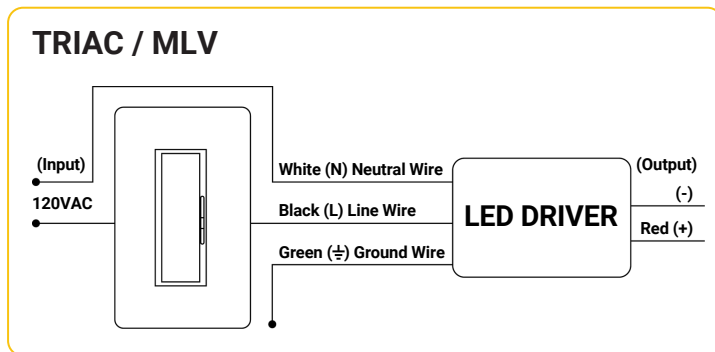 TRIAC / MLV
(Input)
120VAC
White (N) Neutral Wire
Black (L) Line Wire
Green (⏚) Ground Wire
LED DRIVER
(Output)
(-)
Red (+)